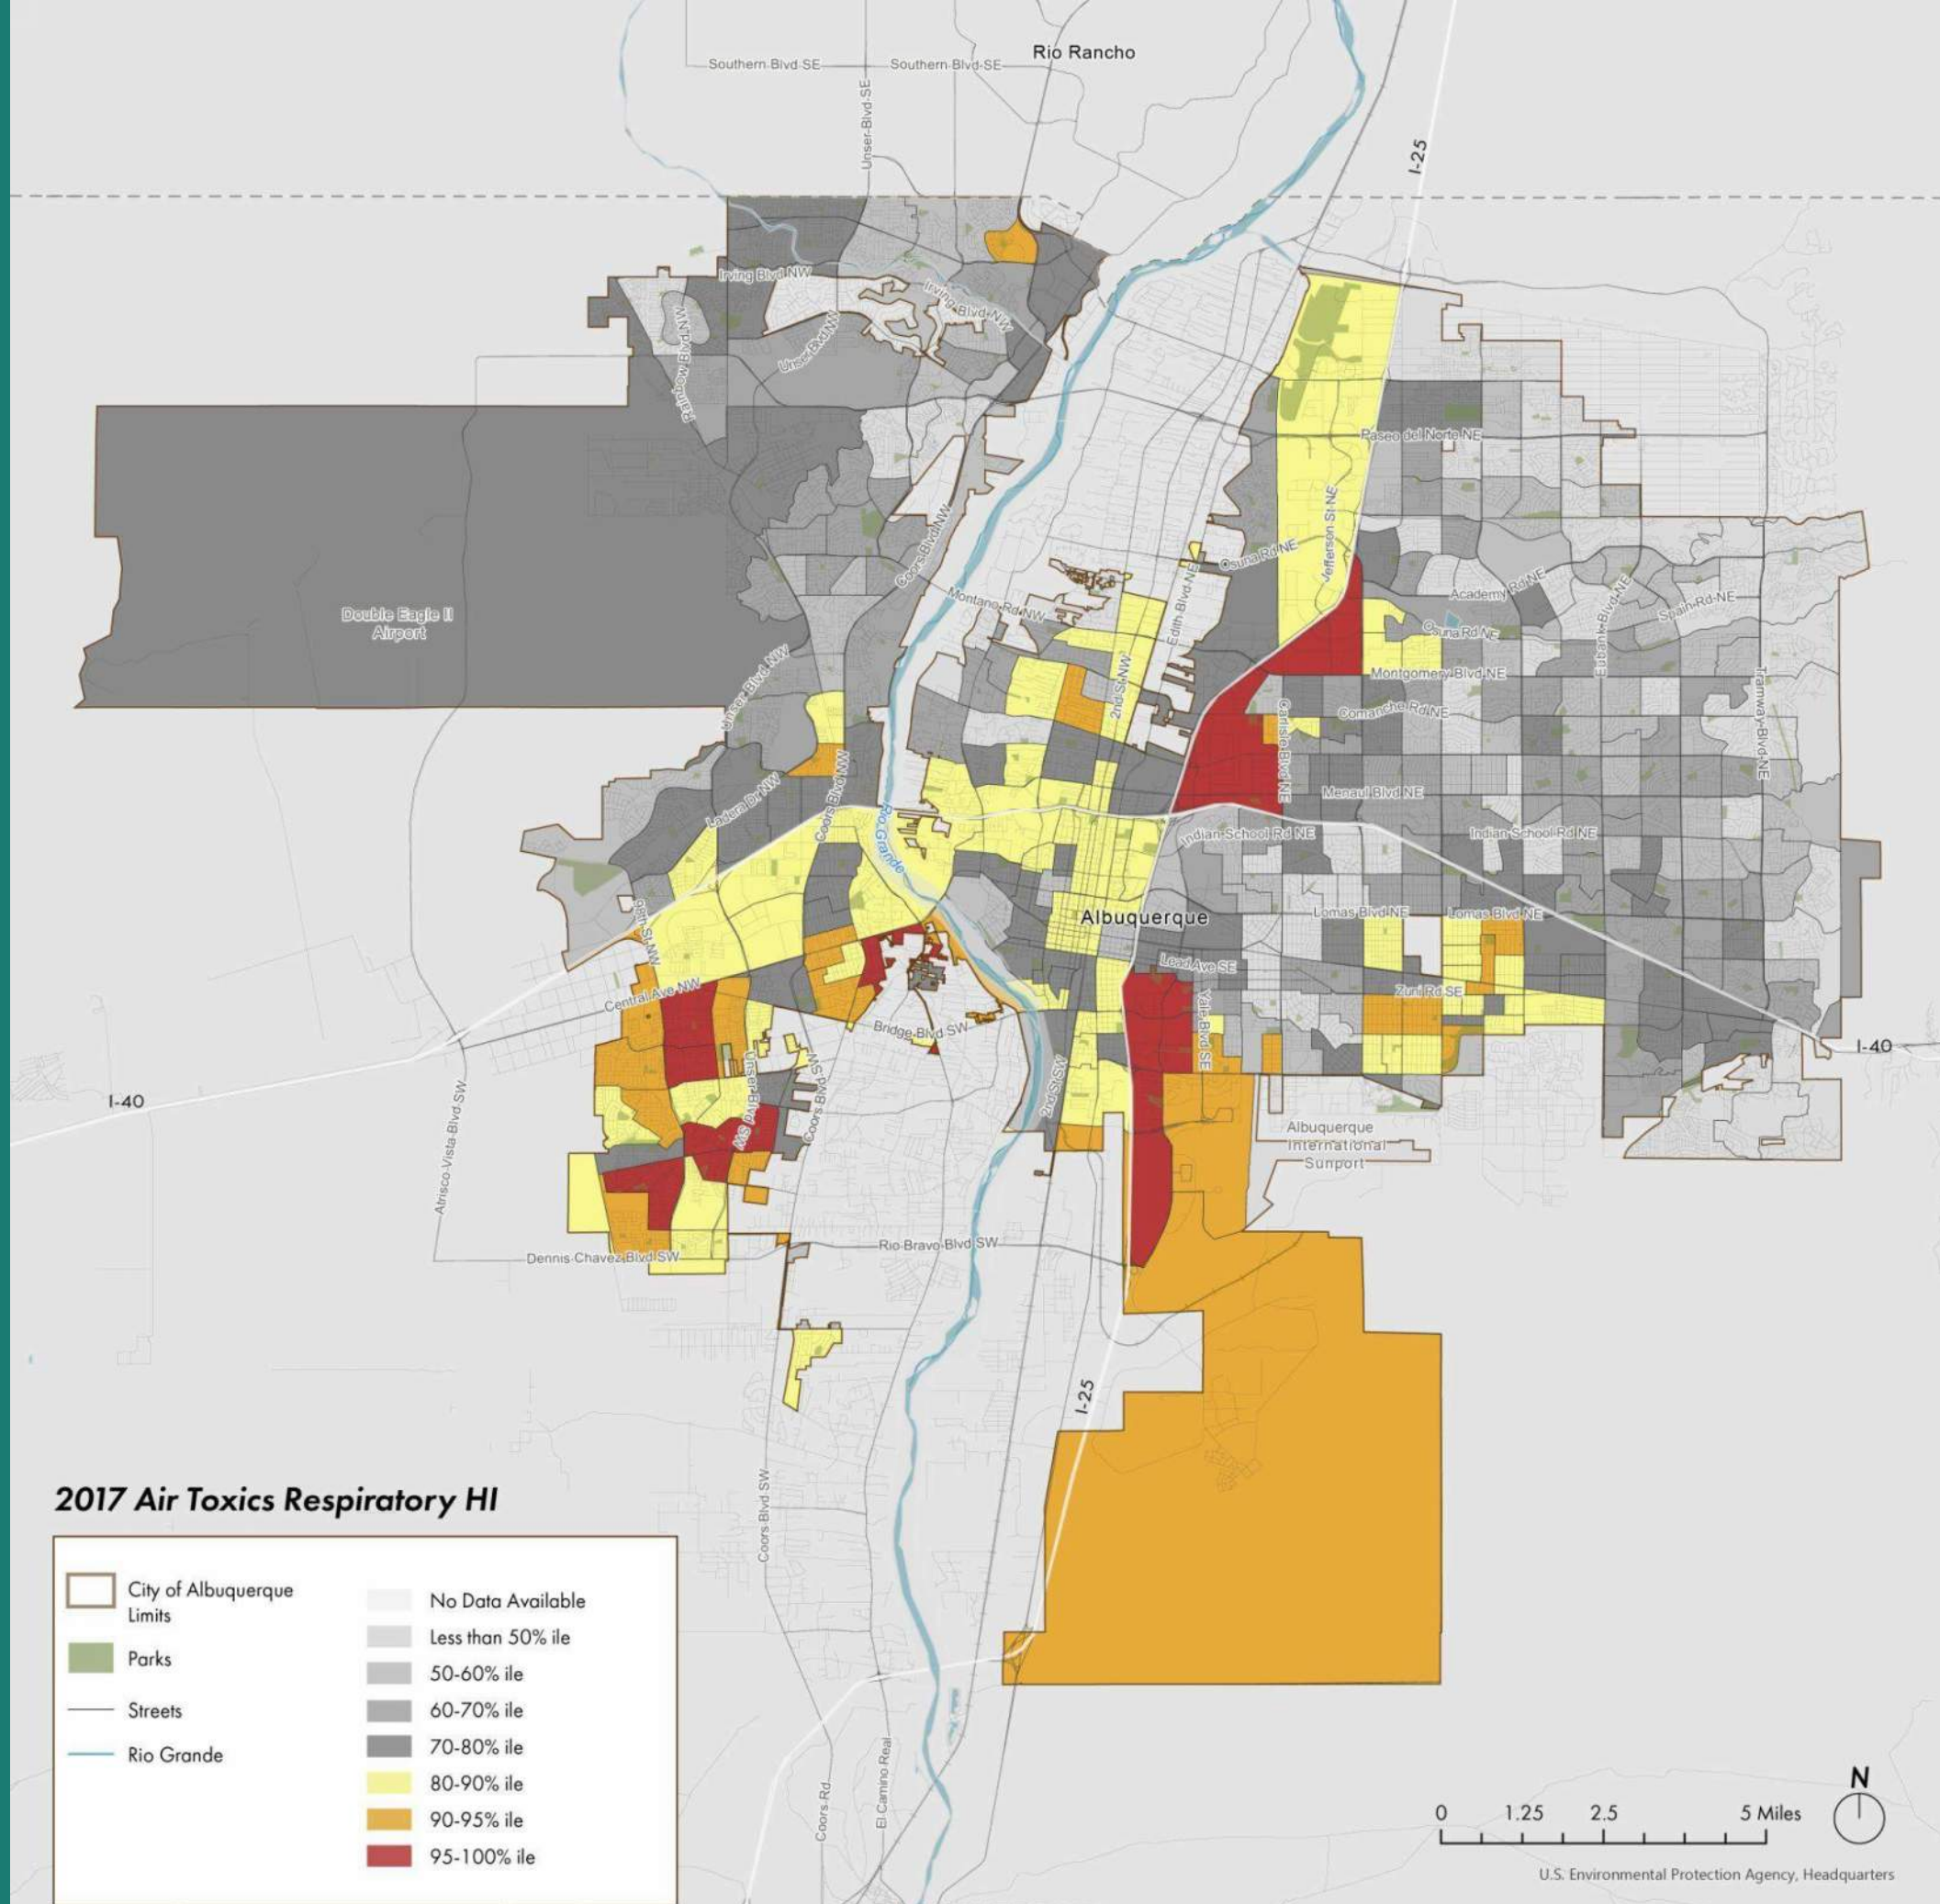 Rio Rancho
Southern Blvd SE
Southern Blvd SE
Unser Blvd SE
I-25
Irving Blvd NW
Irving Blvd NW
Rainbow Blvd NW
Unser Blvd NW
Paseo del Norte NE
Jefferson St NE
Coors Blvd NW
Osuna Rd NE
Academy Rd NE
Eubank Blvd NE
Spain Rd NE
Montano Rd NW
Edith Blvd NE
Double Eagle II
Airport
Osuna Rd NE
2nd St NW
Montgomery Blvd NE
Tramway Blvd NE
Unser Blvd NW
Carlisle Blvd NE
Comanche Rd NE
Ladera Dr NW
Coors Blvd NW
Menaul Blvd NE
Rio Grande
Indian School Rd NE
Indian School Rd NE
98th St NW
Albuquerque
Lomas Blvd NE
Lomas Blvd NE
Lead Ave SE
Central Ave NW
Zuni Rd SE
Yale Blvd SE
Bridge Blvd SW
I-40
Unser Blvd SW
Coors Blvd SW
2nd St SW
I-40
Atrisco Vista Blvd SW
Albuquerque
International
Sunport
Rio Bravo Blvd SW
Dennis Chavez Blvd SW
I-25
Coors Blvd SW
Coors Rd
El Camino Real
2017 Air Toxics Respiratory HI
City of Albuquerque
Limits
Parks
Streets
Rio Grande
No Data Available
Less than 50% ile
50-60% ile
60-70% ile
70-80% ile
80-90% ile
90-95% ile
95-100% ile
N
0 1.25 2.5 5 Miles
U.S. Environmental Protection Agency, Headquarters